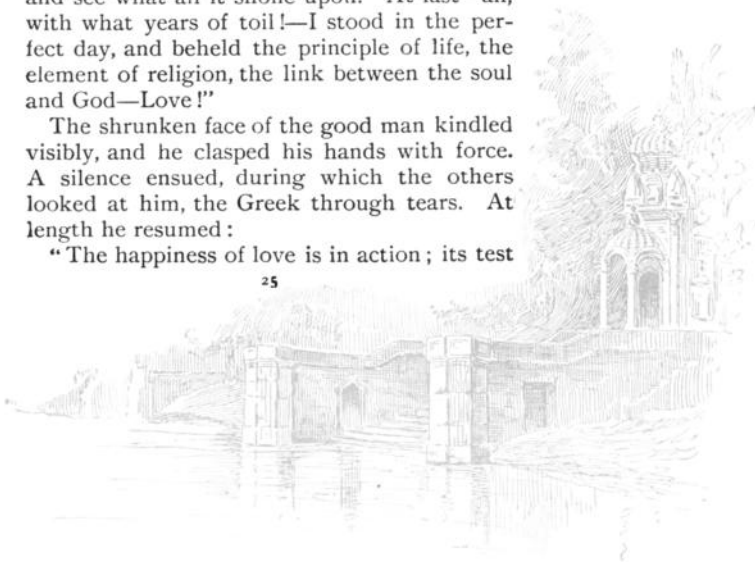 and see what all it shone upon. At last—ah,
with what years of toil!—I stood in the per-
fect day, and beheld the principle of life, the
element of religion, the link between the soul
and God—Love!”
The shrunken face of the good man kindled
visibly, and he clasped his hands with force.
A silence ensued, during which the others
looked at him, the Greek through tears. At
length he resumed:
“The happiness of love is in action; its test
25